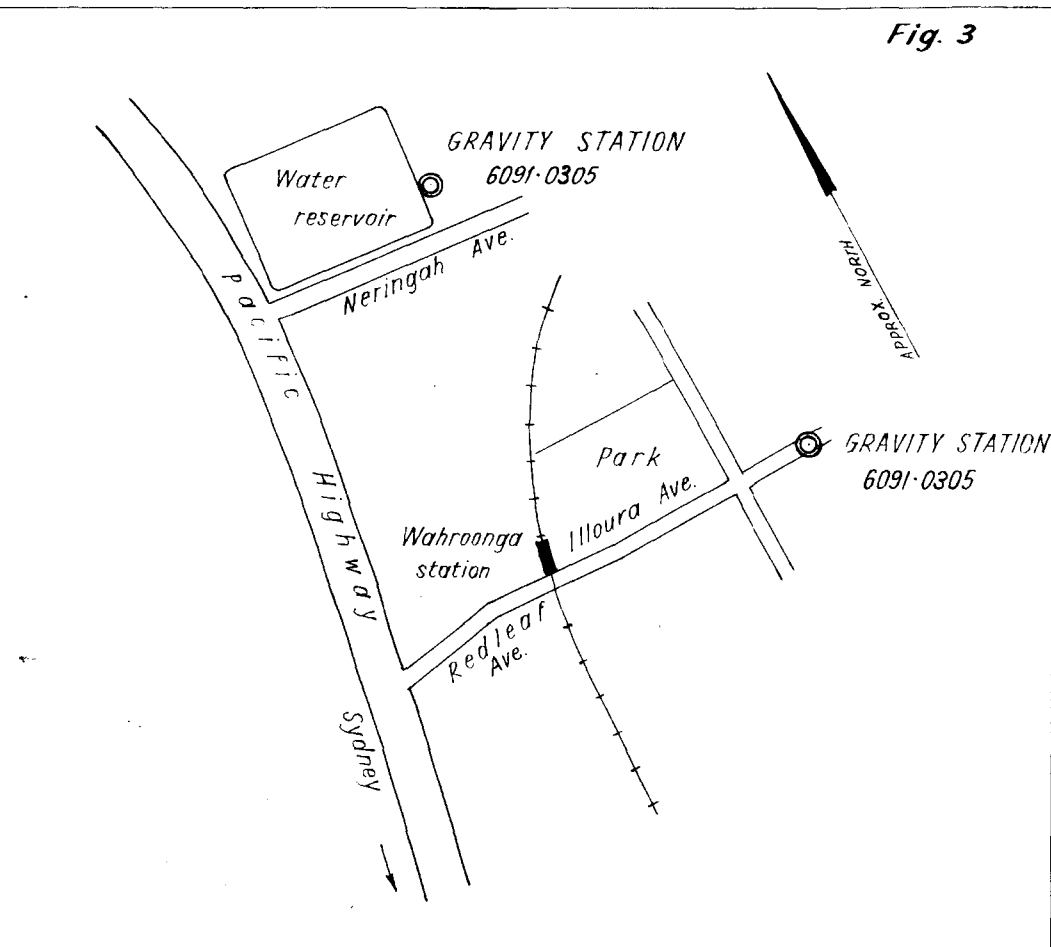 Fig. 3
GRAVITY STATION
6091·0305
Water
reservoir
Neringah Ave.
Pacific Highway
APPROX. NORTH
GRAVITY STATION
6091·0305
Park
Illoura Ave.
Wahroonga
station
Redleaf
Ave.
Sydney